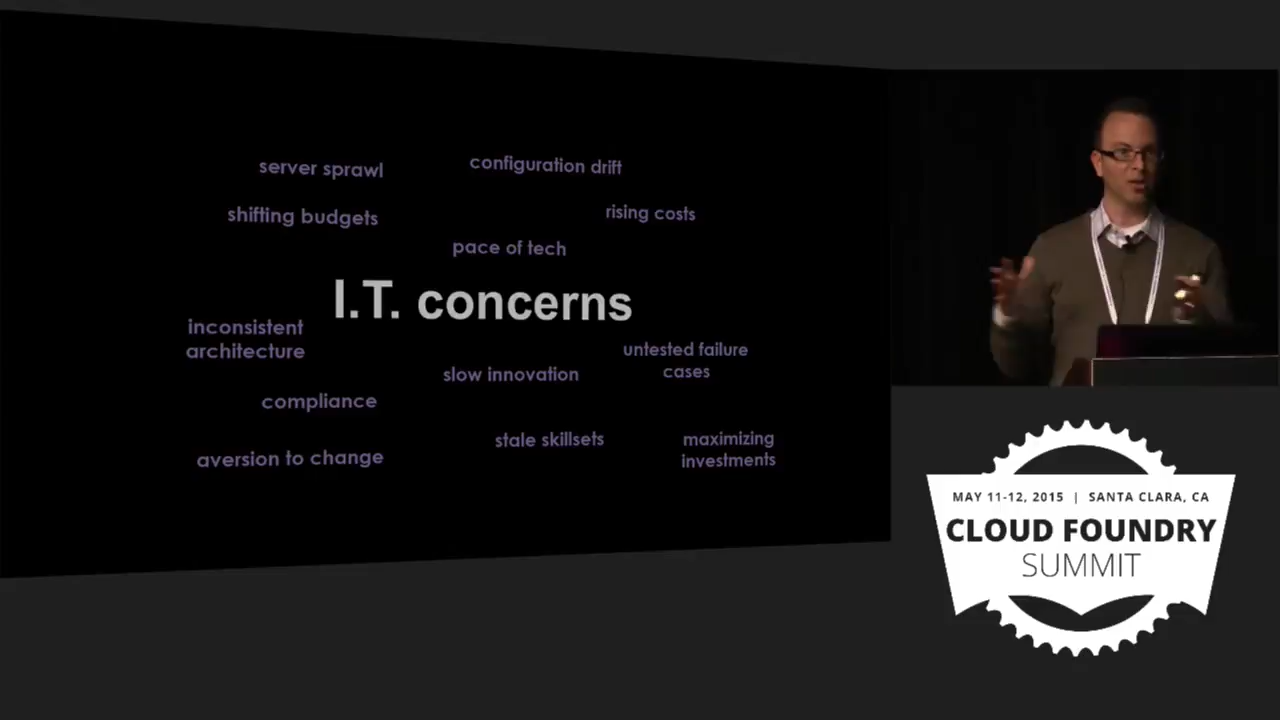 server sprawl
configuration drift
shifting budgets
rising costs
pace of tech
I.T. concerns
inconsistent
architecture
untested failure
cases
slow innovation
compliance
stale skillsets
maximizing
investments
aversion to change
MAY 11-12, 2015 | SANTA CLARA, CA
CLOUD FOUNDRY
SUMMIT